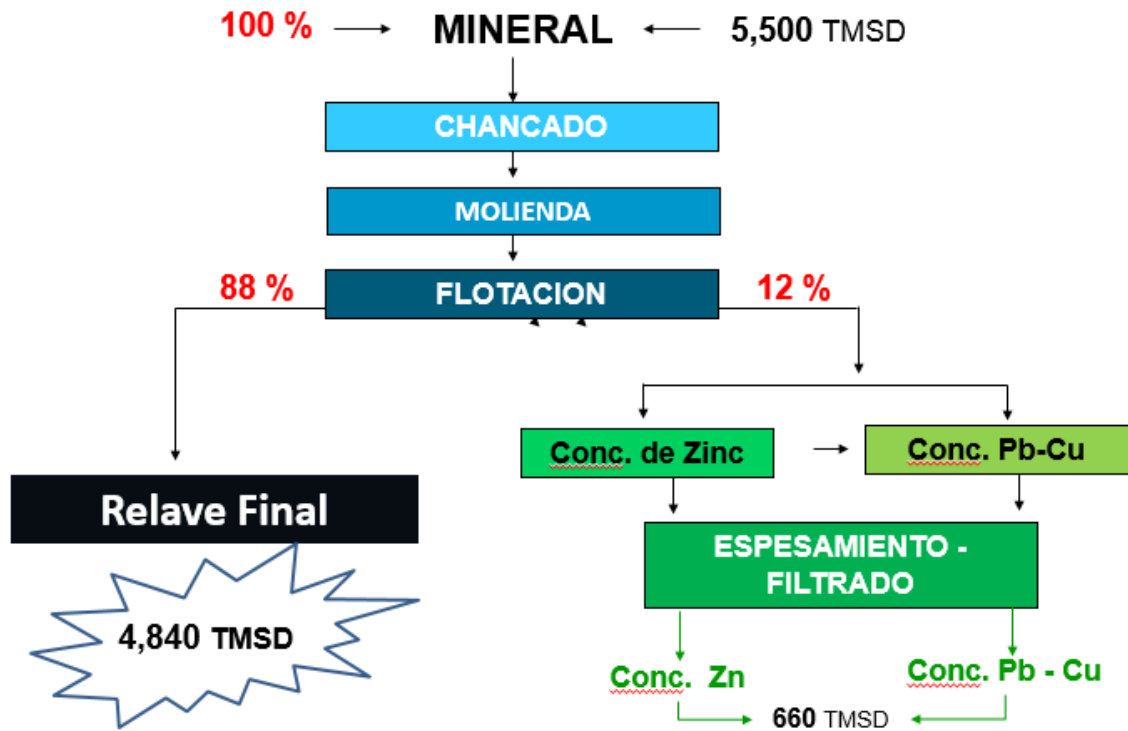 100 %
MINERAL
5,500 TMSD
CHANCADO
MOLIENDA
88 %
FLOTACION
12 %
Conc. de Zinc
Conc. Pb-Cu
Relave Final
ESPESAMIENTO -
FILTRADO
4,840 TMSD
Conc. Zn
Conc. Pb - Cu
660 TMSD